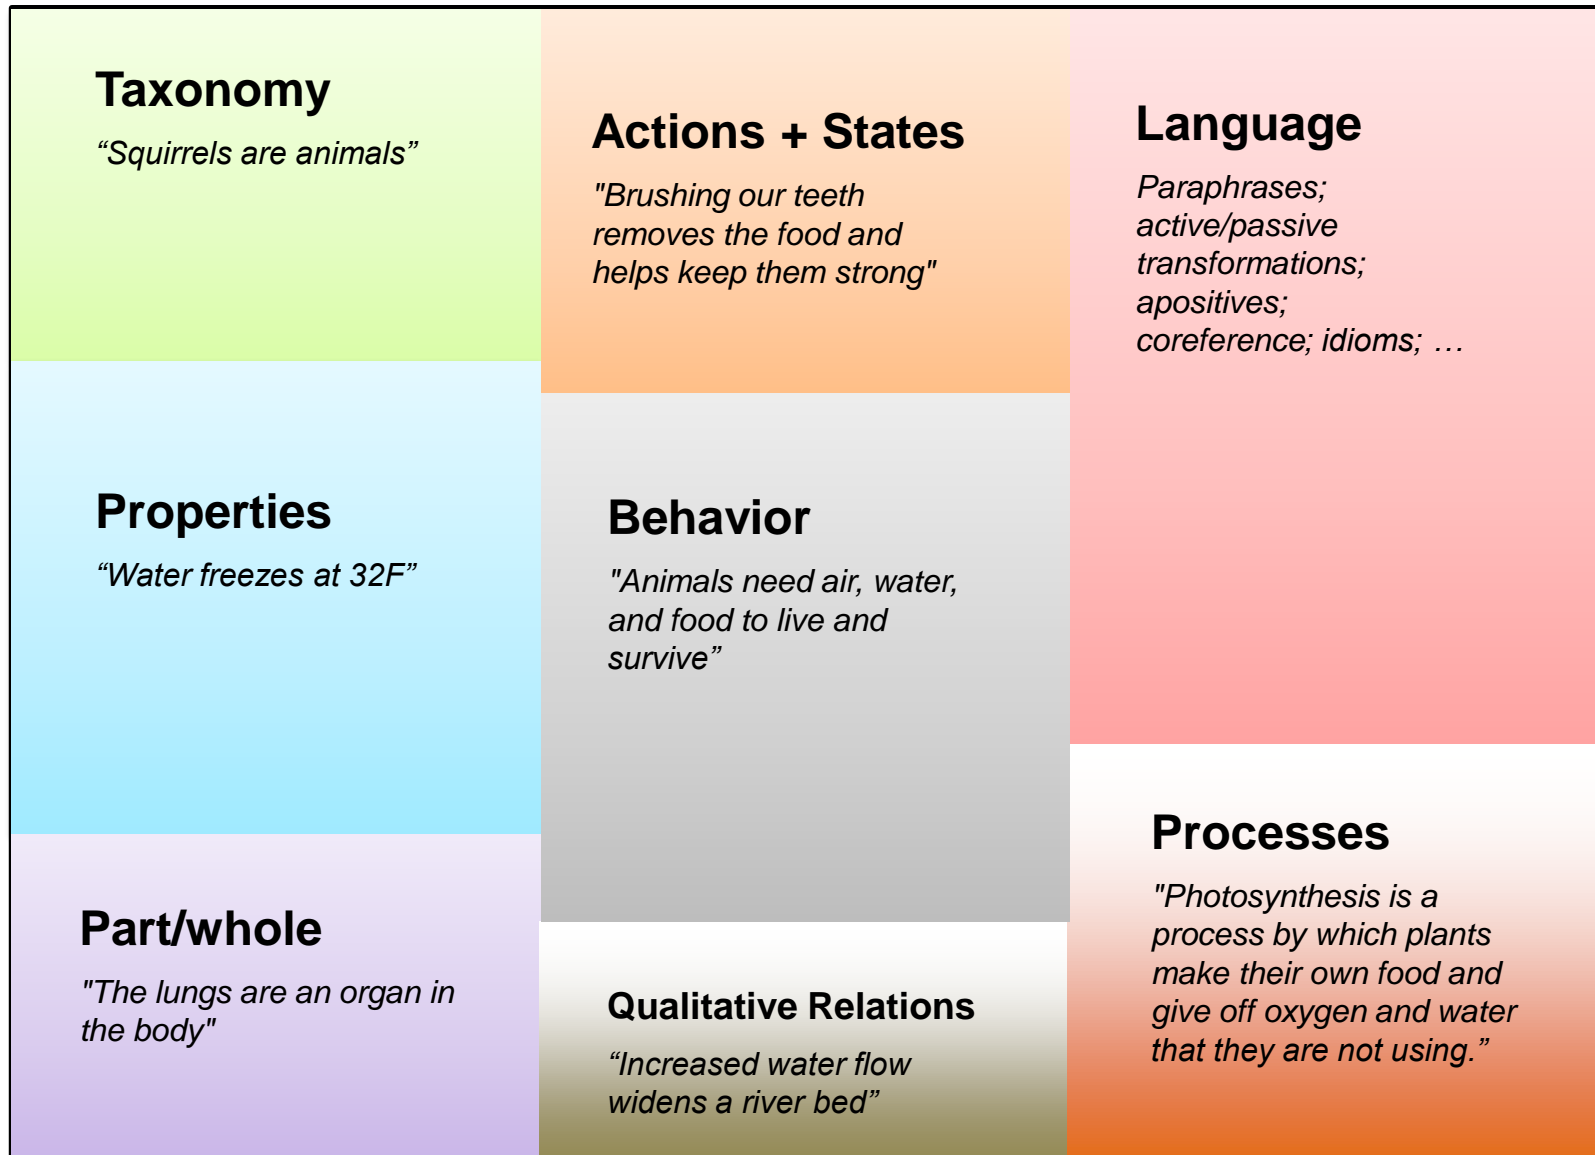 Taxonomy
“Squirrels are animals”
Properties
“Water freezes at 32F”
Part/whole
"The lungs are an organ in
the body"
Actions + States
"Brushing our teeth
removes the food and
helps keep them strong"
Behavior
"Animals need air, water,
and food to live and
survive”
Qualitative Relations
“Increased water flow
widens a river bed”
Language
Paraphrases;
active/passive
transformations;
apositives;
coreference; idioms; …
Processes
"Photosynthesis is a
process by which plants
make their own food and
give off oxygen and water
that they are not using.”